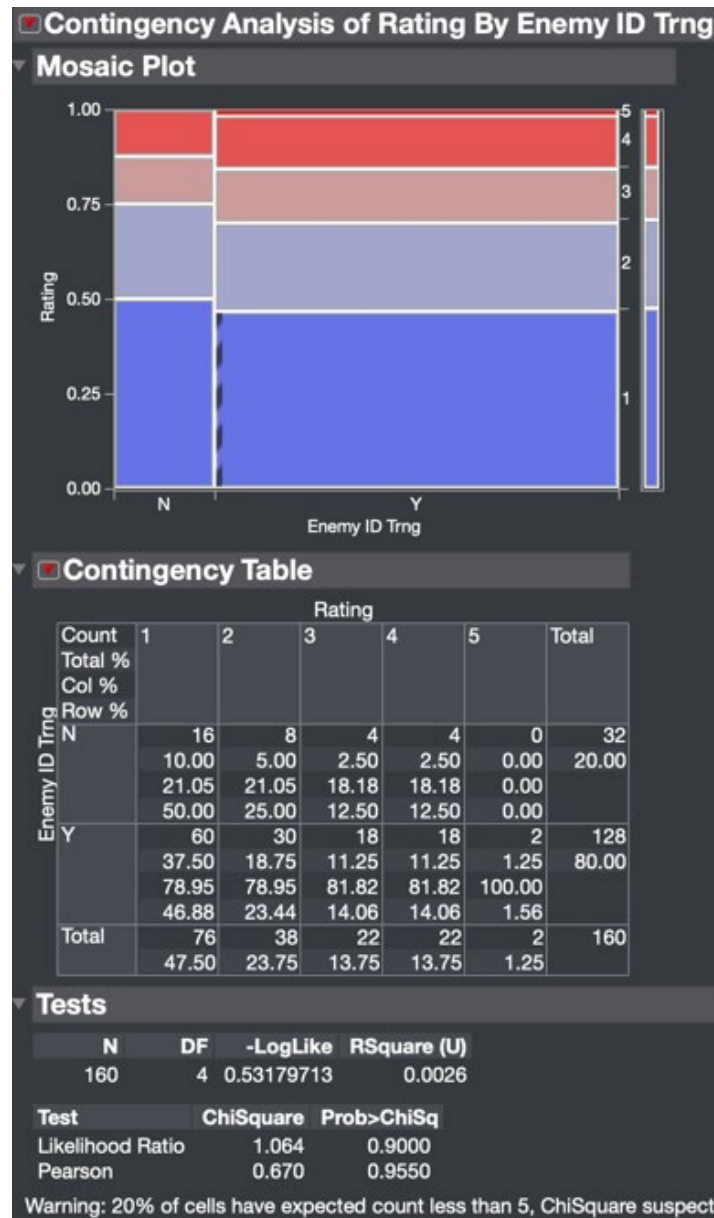 Contingency Analysis of Rating By Enemy ID Trng
Mosaic Plot
1.00
0.75
0.50
0.25
0.00
Rating
5
4
3
2
1
N Y
Enemy ID Trng
Contingency Table
Rating
Enemy ID Trng
Count 1 2 3 4 5 Total
Total %
Col %
Row %
N 16 8 4 4 0 32
10.00 5.00 2.50 2.50 0.00 20.00
21.05 21.05 18.18 18.18 0.00
50.00 25.00 12.50 12.50 0.00
Y 60 30 18 18 2 128
37.50 18.75 11.25 11.25 1.25 80.00
78.95 78.95 81.82 81.82 100.00
46.88 23.44 14.06 14.06 1.56
Total 76 38 22 22 2 160
47.50 23.75 13.75 13.75 1.25
Tests
N DF -LogLike RSquare (U)
160 4 0.53179713 0.0026
Test ChiSquare Prob>ChiSq
Likelihood Ratio 1.064 0.9000
Pearson 0.670 0.9550
Warning: 20% of cells have expected count less than 5, ChiSquare suspect